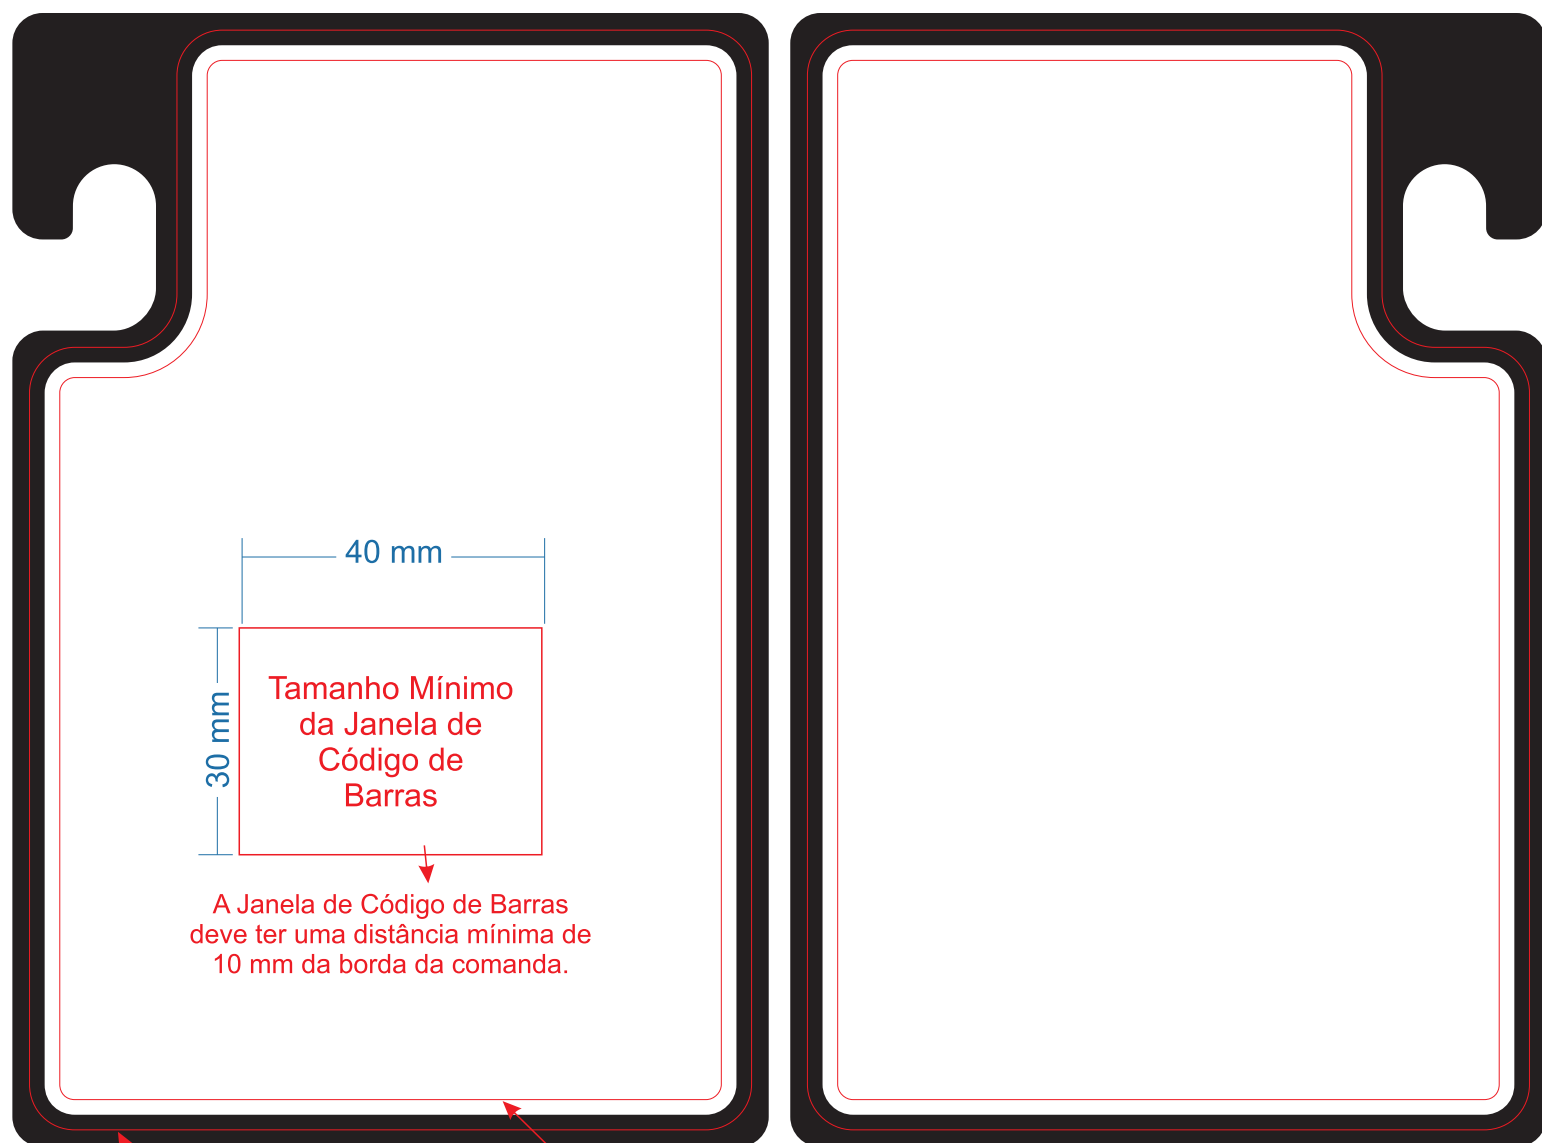 40 mm
30 mm
Tamanho Mínimo
da Janela de
Código de
Barras
A Janela de Código de Barras
deve ter uma distância mínima de
10 mm da borda da comanda.